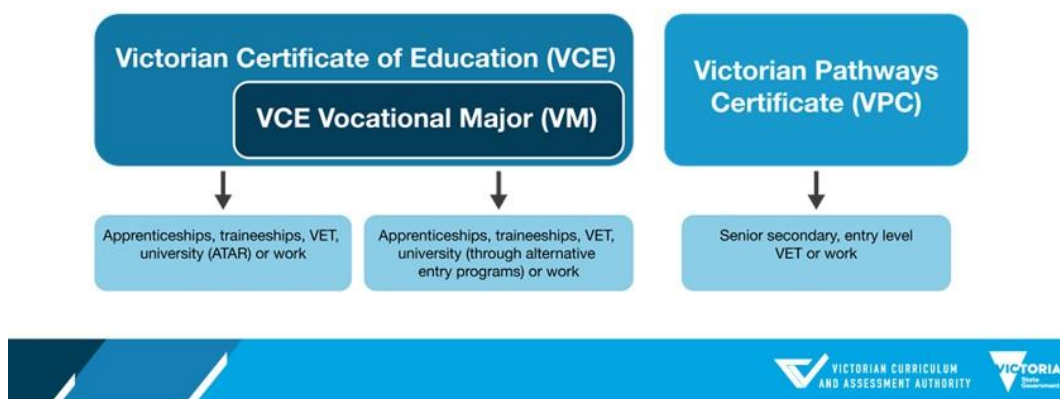 Victorian Certificate of Education (VCE)
VCE Vocational Major (VM)
Victorian Pathways
Certificate (VPC)
Apprenticeships, traineeships, VET,
university (ATAR) or work
Apprenticeships, traineeships, VET,
university (through alternative
entry programs) or work
Senior secondary, entry level
VET or work
VICTORIAN CURRICULUM
AND ASSESSMENT AUTHORITY
VICTORIA
State
Government